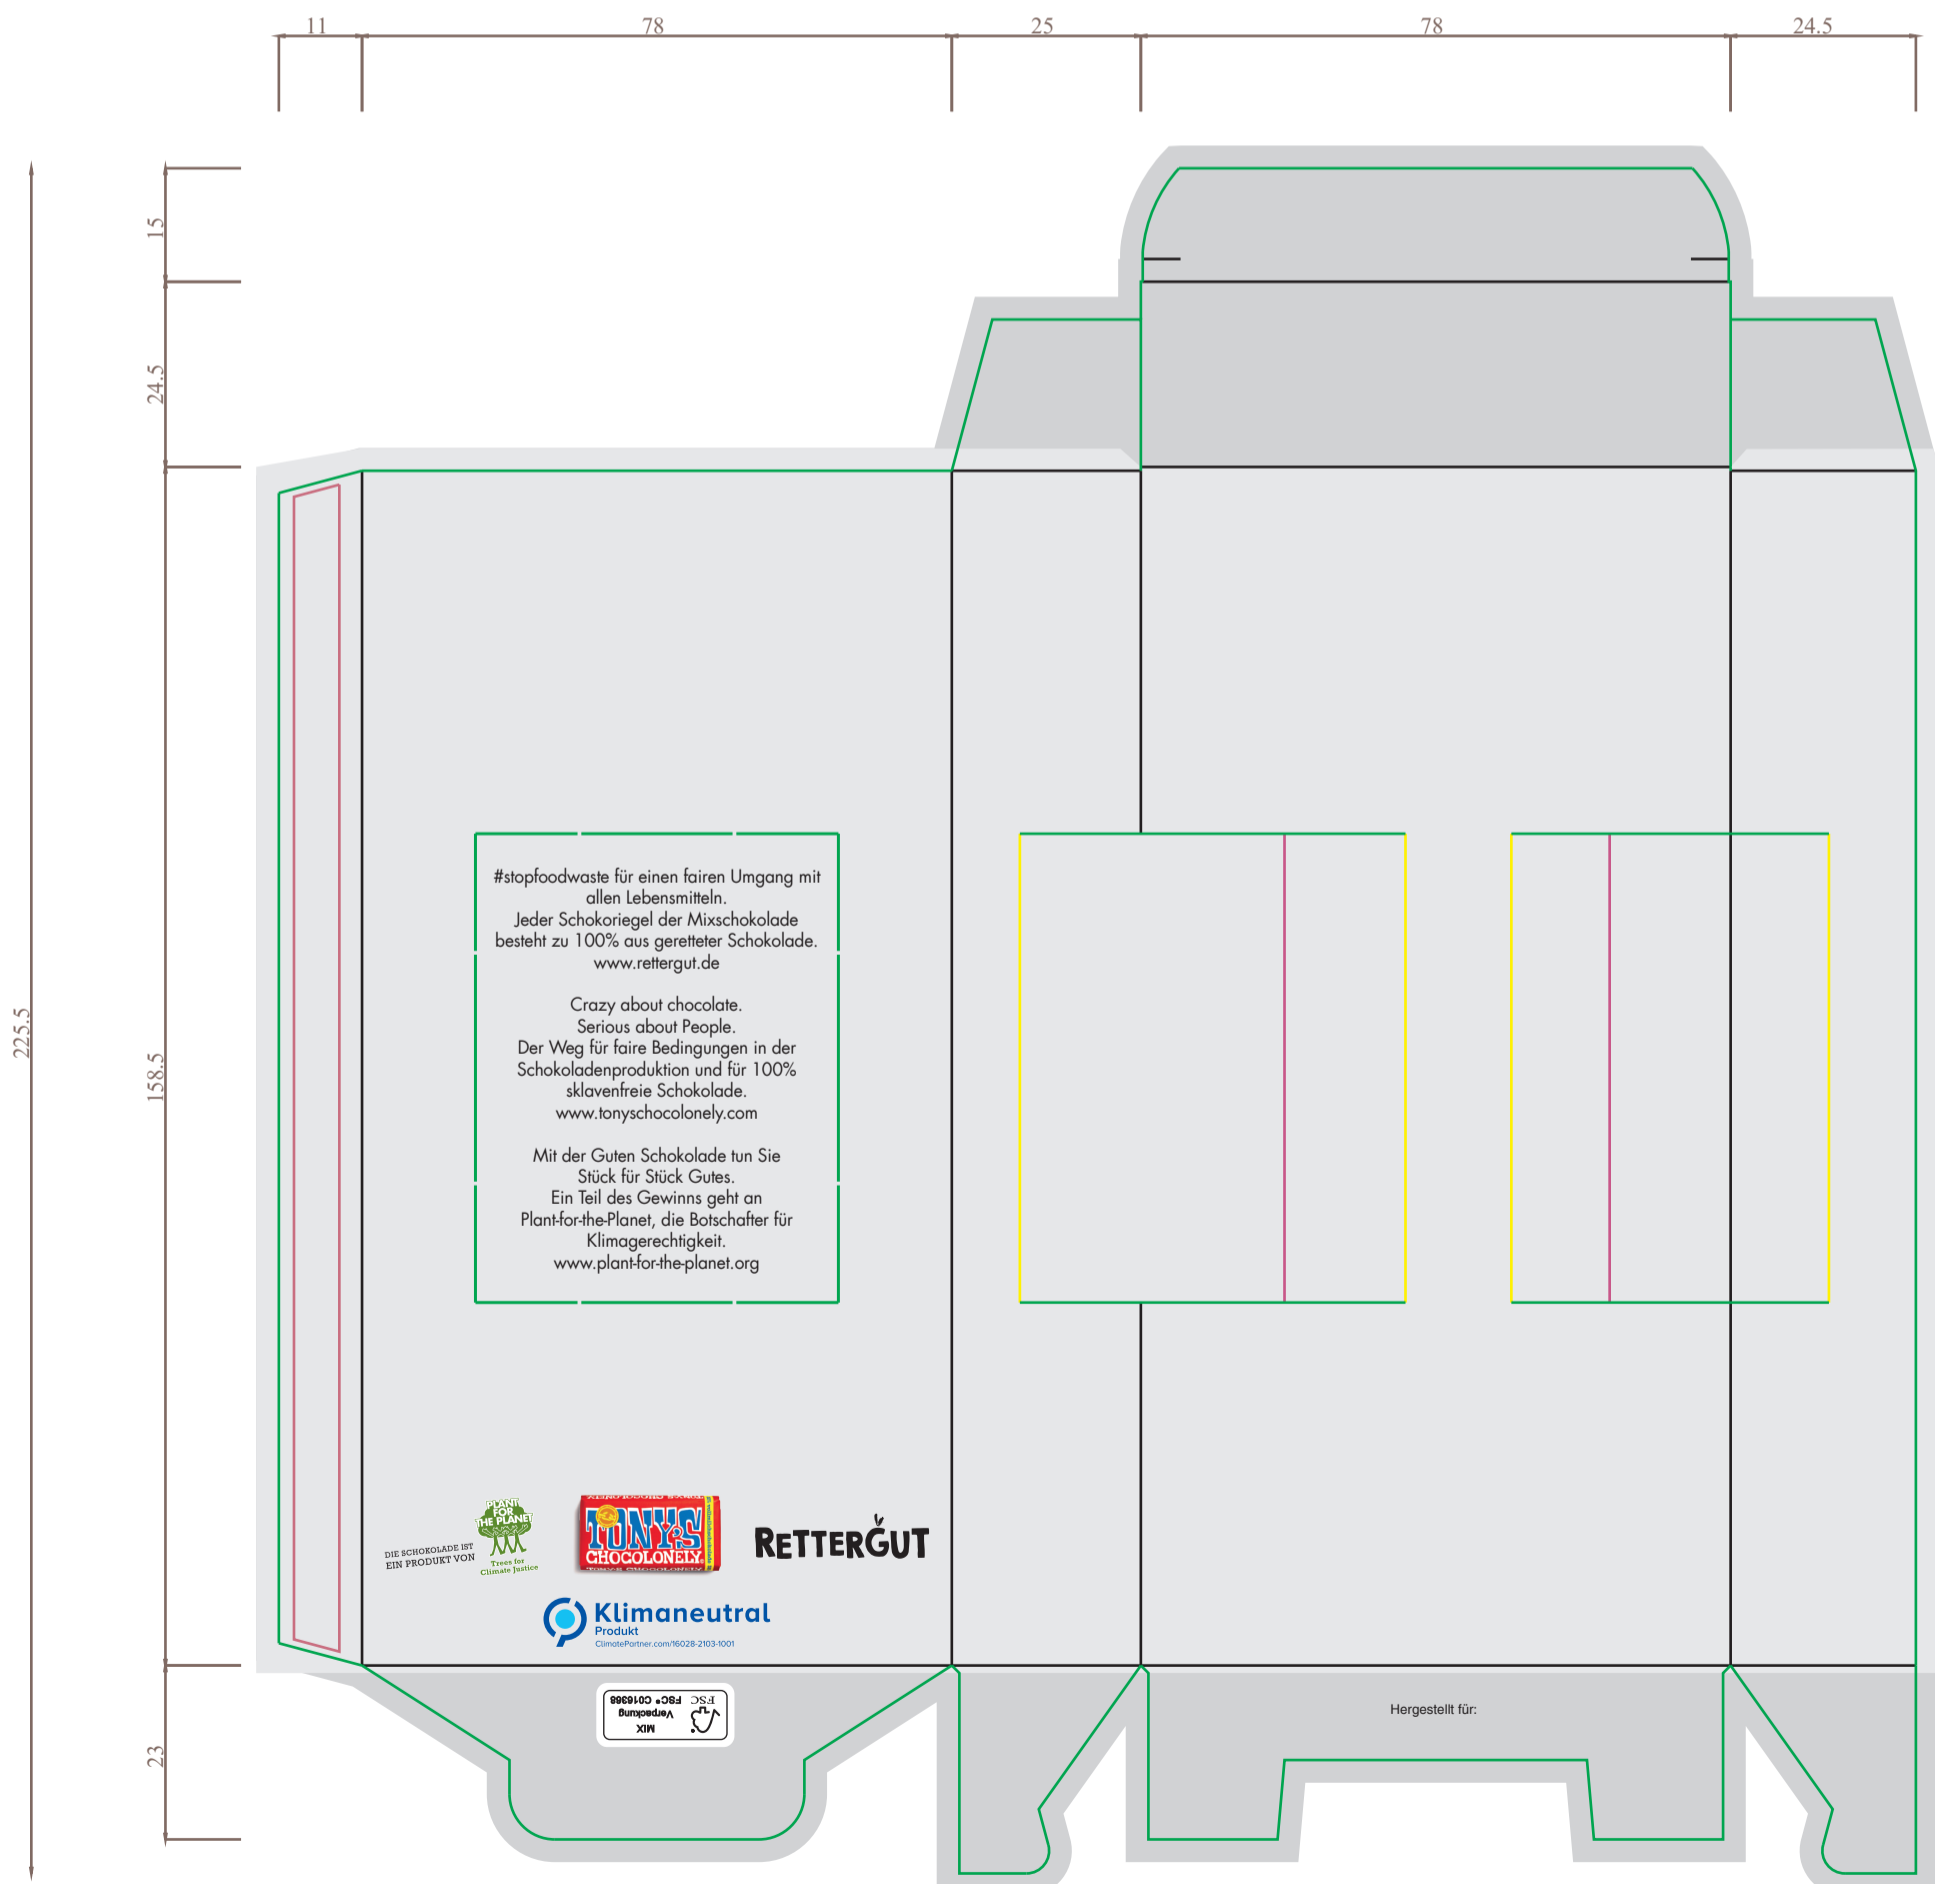 11
78
25
78
24.5
15
24.5
225.5
158.5
23
#stopfoodwaste für einen fairen Umgang mit
allen Lebensmitteln.
Jeder Schokoriegel der Mixschokolade
besteht zu 100% aus geretteter Schokolade.
www.rettergut.de
Crazy about chocolate.
Serious about People.
Der Weg für faire Bedingungen in der
Schokoladenproduktion und für 100%
sklavenfreie Schokolade.
www.tonyschocolonely.com
Mit der Guten Schokolade tun Sie
Stück für Stück Gutes.
Ein Teil des Gewinns geht an
Plant-for-the-Planet, die Botschafter für
Klimagerechtigkeit.
www.plant-for-the-planet.org
DIE SCHOKOLADE IST
EIN PRODUKT VON
PLANT
FOR
THE PLANET
Trees for
Climate Justice
TONY'S
CHOCOLONELY
RETTERGUT
Klimaneutral
Produkt
ClimatePartner.com/16028-2103-1001
FSC
MIX
Verpackung
FSC® C016368
Hergestellt für: